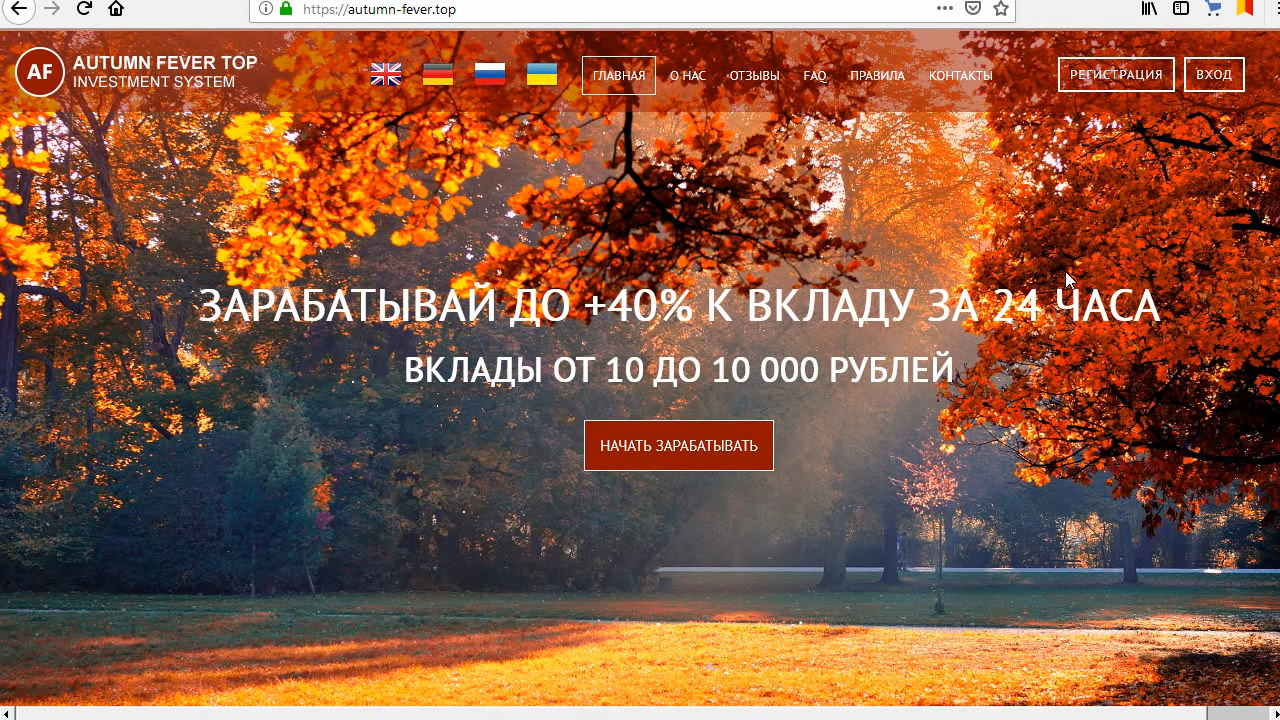 https://autumn-fever.top
AF
AUTUMN FEVER TOP
INVESTMENT SYSTEM
ГЛАВНАЯ
О НАС
ОТЗЫВЫ
FAQ
ПРАВИЛА
КОНТАКТЫ
РЕГИСТРАЦИЯ
ВХОД
ЗАРАБАТЫВАЙ ДО +40% К ВКЛАДУ ЗА 24 ЧАСА
ВКЛАДЫ ОТ 10 ДО 10 000 РУБЛЕЙ
НАЧАТЬ ЗАРАБАТЫВАТЬ